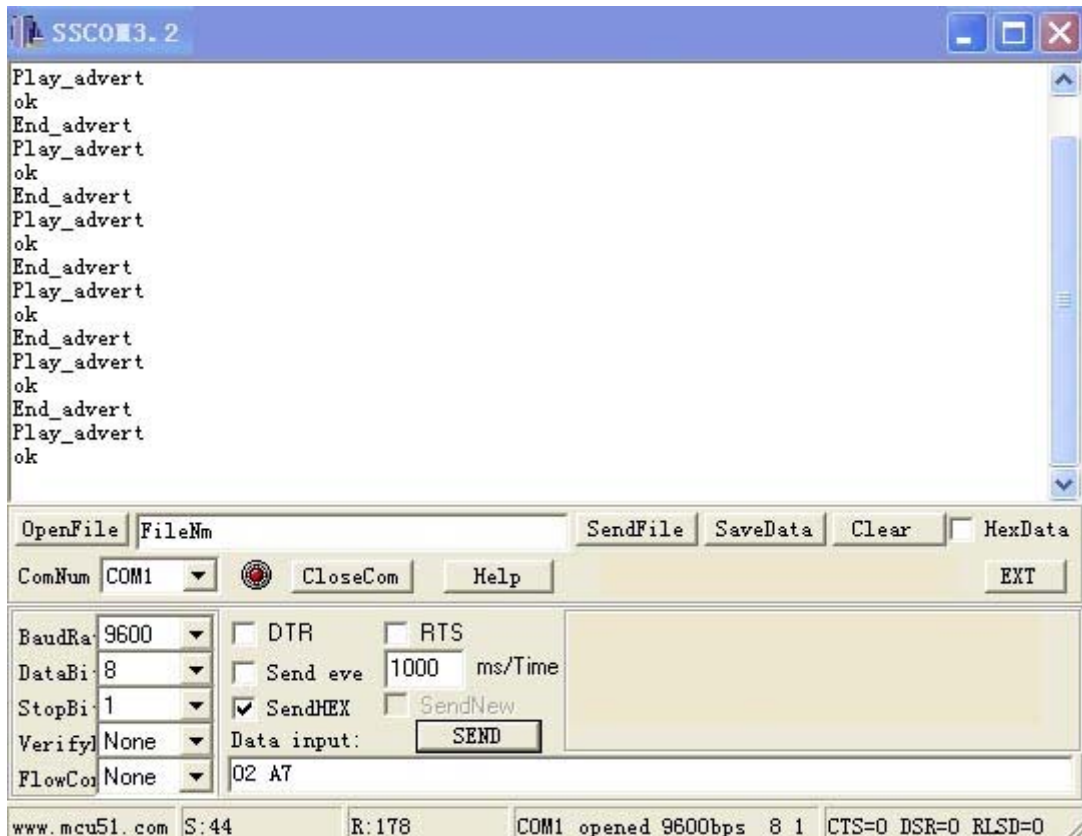 SSCOM3.2
Play_advert
ok
End_advert
Play_advert
ok
End_advert
Play_advert
ok
End_advert
Play_advert
ok
End_advert
Play_advert
ok
End_advert
Play_advert
ok
OpenFile FileNm SendFile SaveData Clear HexData
ComNum COM1 CloseCom Help EXT
BaudRa 9600 DTR RTS
DataBi 8 Send eve 1000 ms/Time
StopBi 1 SendHEX SendNew
Verify None Data input: SEND
FlowCo None 02 A7
www.mcu51.com S:44 R:178 COM1 opened 9600bps 8 1 CTS=0 DSR=0 RLSD=0